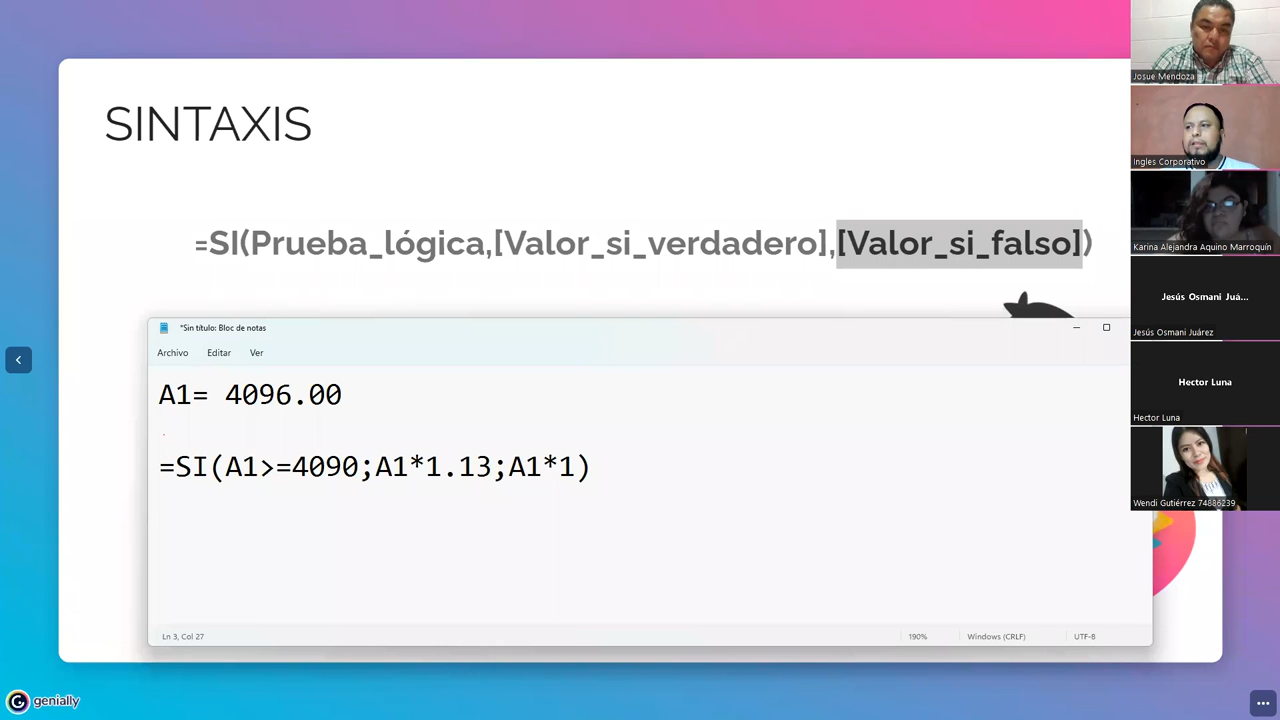 SINTAXIS
=SI(Prueba_lógica,[Valor_si_verdadero],[Valor_si_falso])
*Sin título: Bloc de notas
Archivo Editar Ver
A1= 4096.00
=SI(A1>=4090;A1*1.13;A1*1)
Ln 3, Col 27
190%
Windows (CRLF)
UTF-8
genially
Josue Mendoza
Ingles Corporativo
Karina Alejandra Aquino Marroquín
Jesús Osmani Juá...
Jesús Osmani Juárez
Hector Luna
Hector Luna
Wendi Gutiérrez 74886239